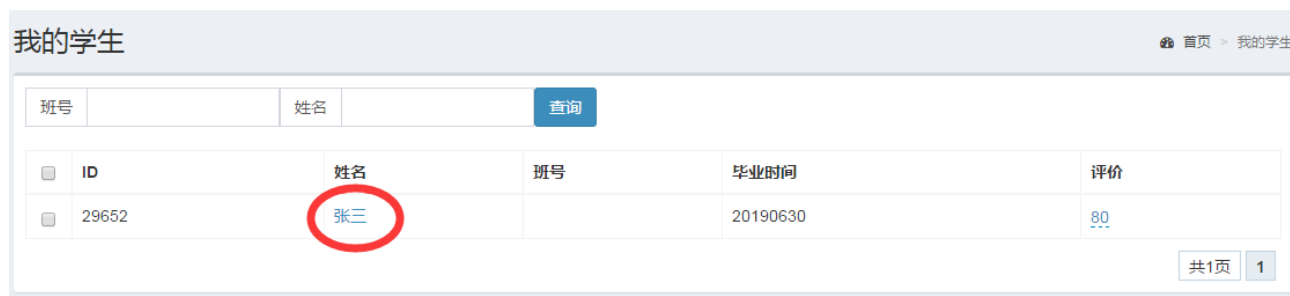 我的学生
首页 > 我的学生
班号 姓名 查询
ID 姓名 班号 毕业时间 评价
29652 张三 20190630 80
共1页 1